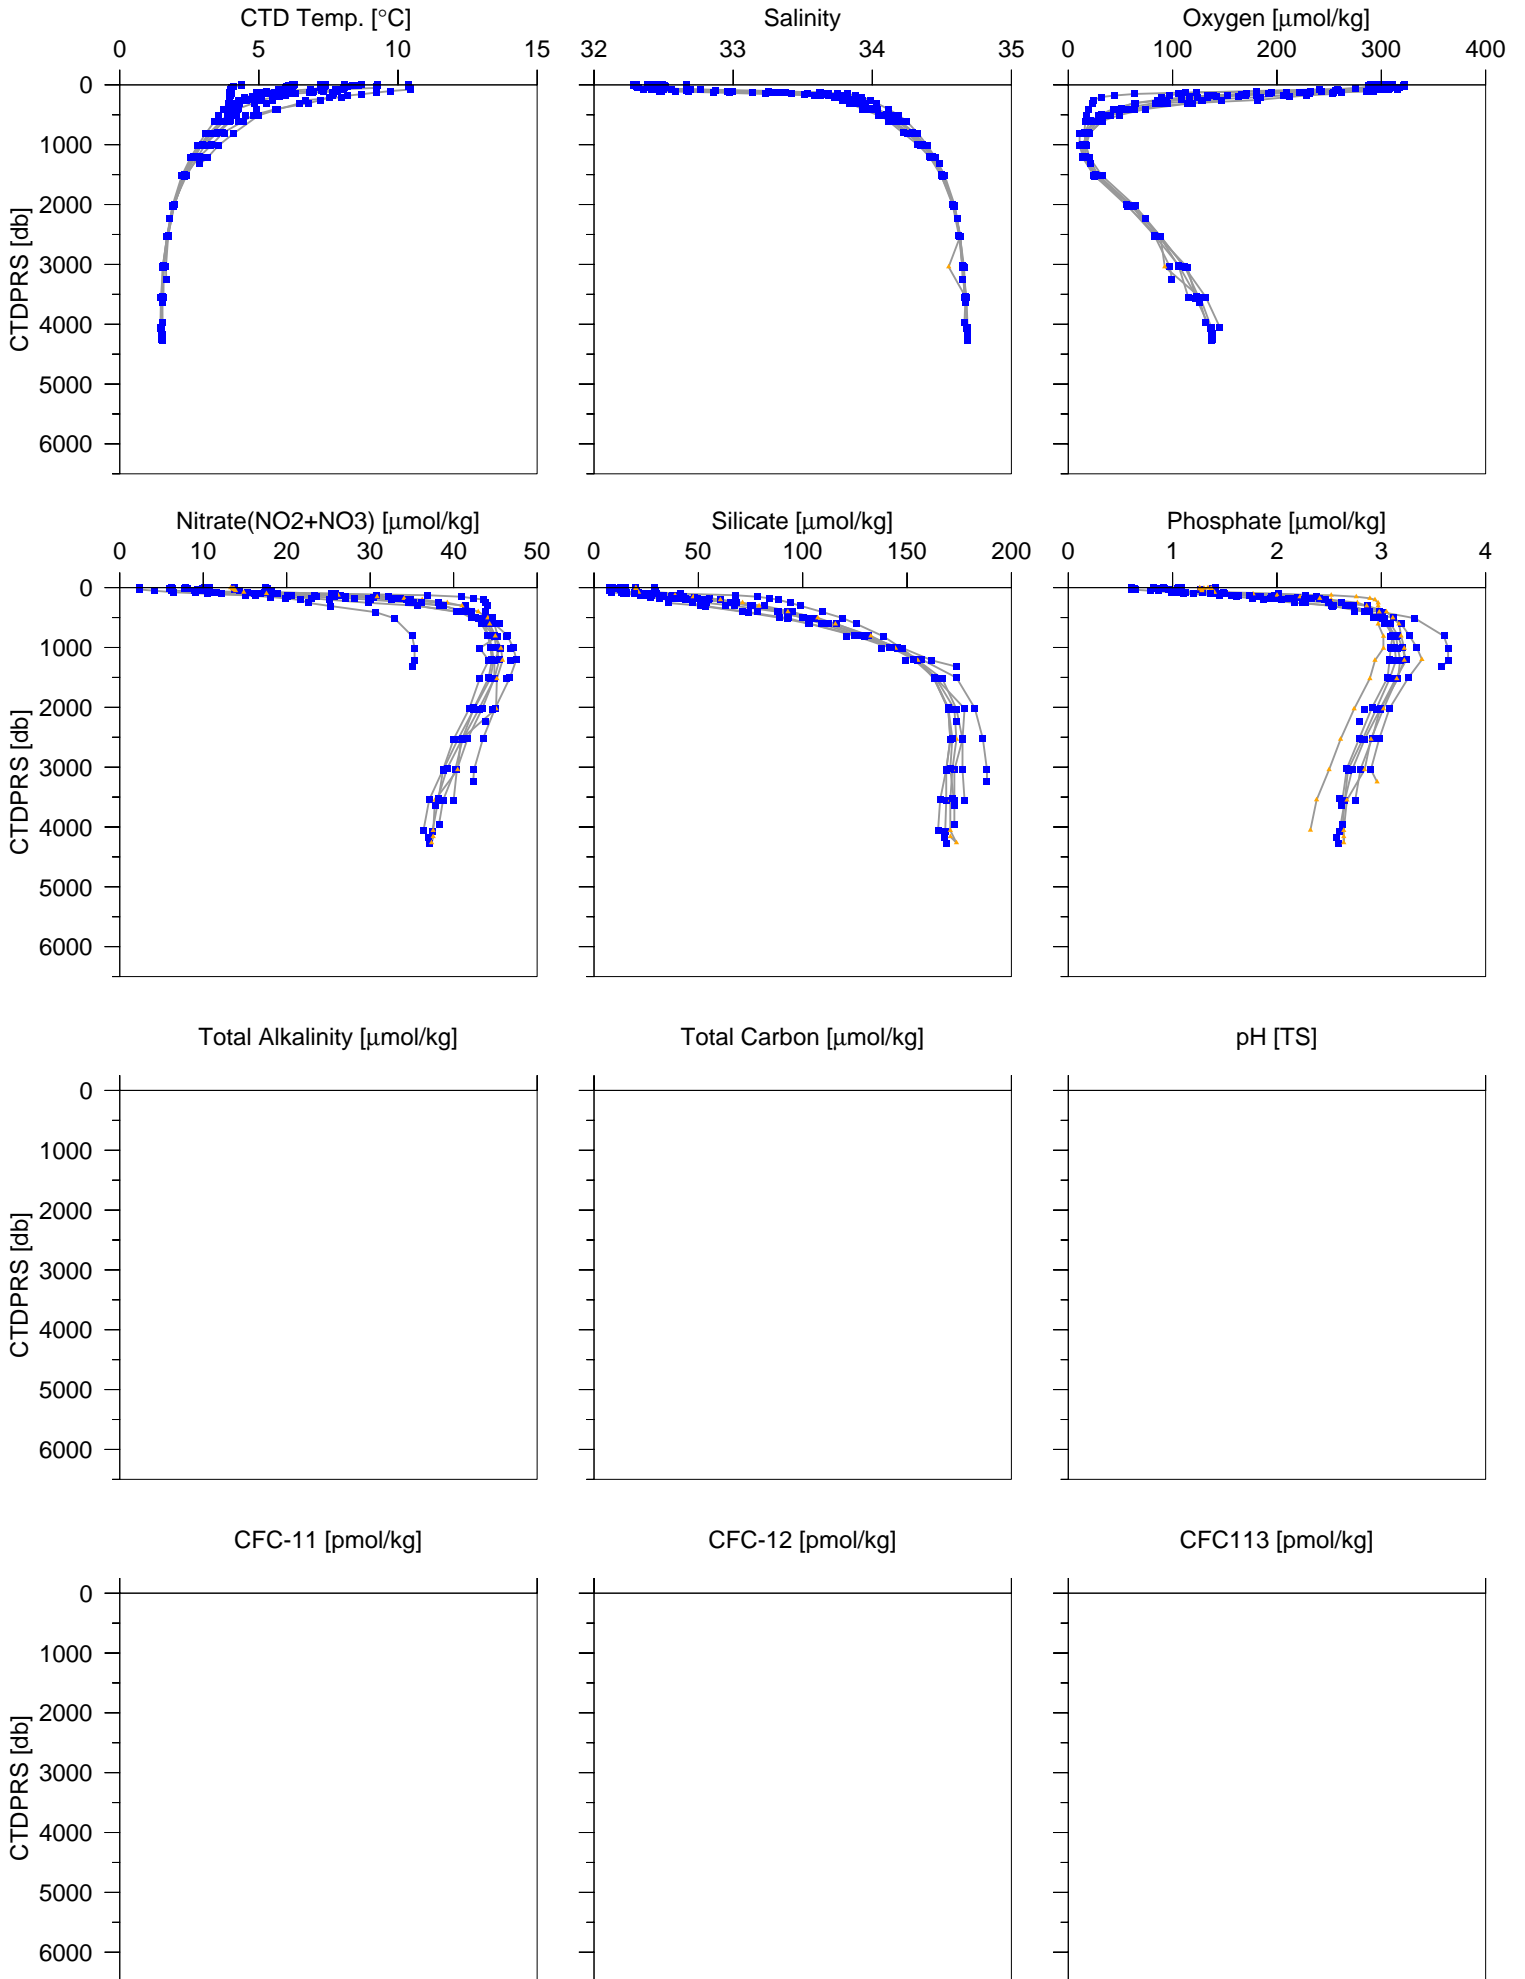 CTD Temp. [°C] Salinity Oxygen [μmol/kg]
0 5 10 15 32 33 34 35 0 100 200 300 400
0
1000
2000
3000
4000
5000
6000
CTDPRS [db]
Nitrate(NO2+NO3) [μmol/kg] Silicate [μmol/kg] Phosphate [μmol/kg]
0 10 20 30 40 50 0 50 100 150 200 0 1 2 3 4
0
1000
2000
3000
4000
5000
6000
CTDPRS [db]
Total Alkalinity [μmol/kg] Total Carbon [μmol/kg] pH [TS]
0
1000
2000
3000
4000
5000
6000
CTDPRS [db]
CFC-11 [pmol/kg] CFC-12 [pmol/kg] CFC113 [pmol/kg]
0
1000
2000
3000
4000
5000
6000
CTDPRS [db]